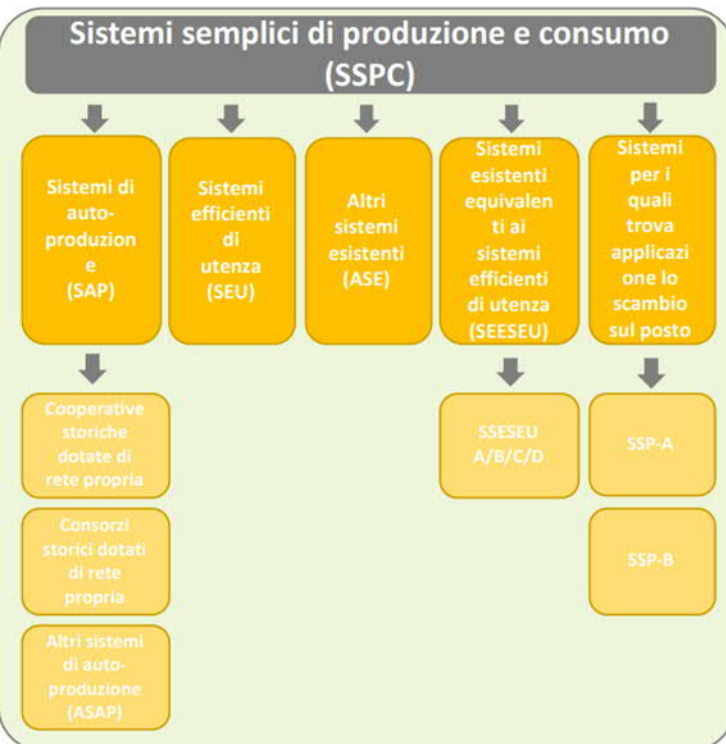 Sistemi semplici di produzione e consumo
(SSPC)
Sistemi di
auto-
produzion
e
(SAP)
Sistemi
efficienti
di
utenza
(SEU)
Altri
sistemi
esistenti
(ASE)
Sistemi
esistenti
equivalen
ti ai
sistemi
efficienti
di utenza
(SEESEU)
Sistemi
per i
quali
trova
applicazi
one lo
scambio
sul posto
Cooperative
storiche
dotate di
rete propria
Consorzi
storici dotati
di rete
propria
Altri sistemi
di auto-
produzione
(ASAP)
SSESEU
A/B/C/D
SSP-A
SSP-B